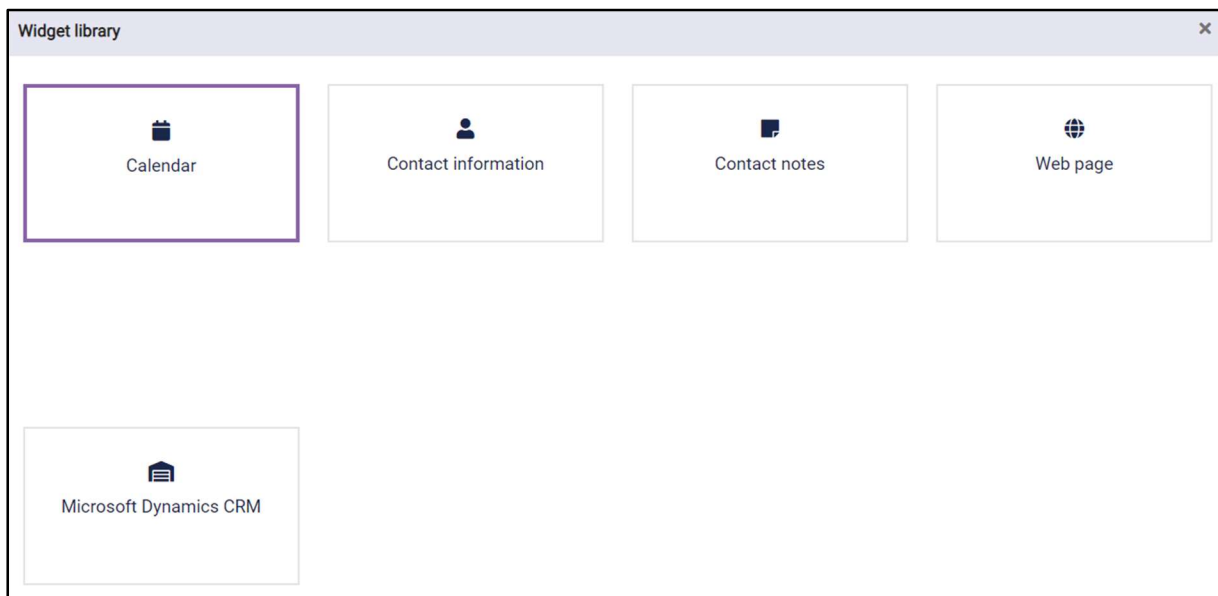 Widget library
Calendar
Contact information
Contact notes
Web page
Microsoft Dynamics CRM